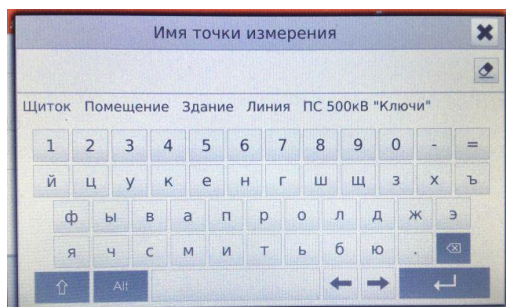 Имя точки измерения
Щиток Помещение Здание Линия ПС 500кВ "Ключи"
1 2 3 4 5 6 7 8 9 0 - =
й ц у к е н г ш щ з х ъ
ф ы в а п р о л д ж э
я ч с м и т ь б ю .
Alt